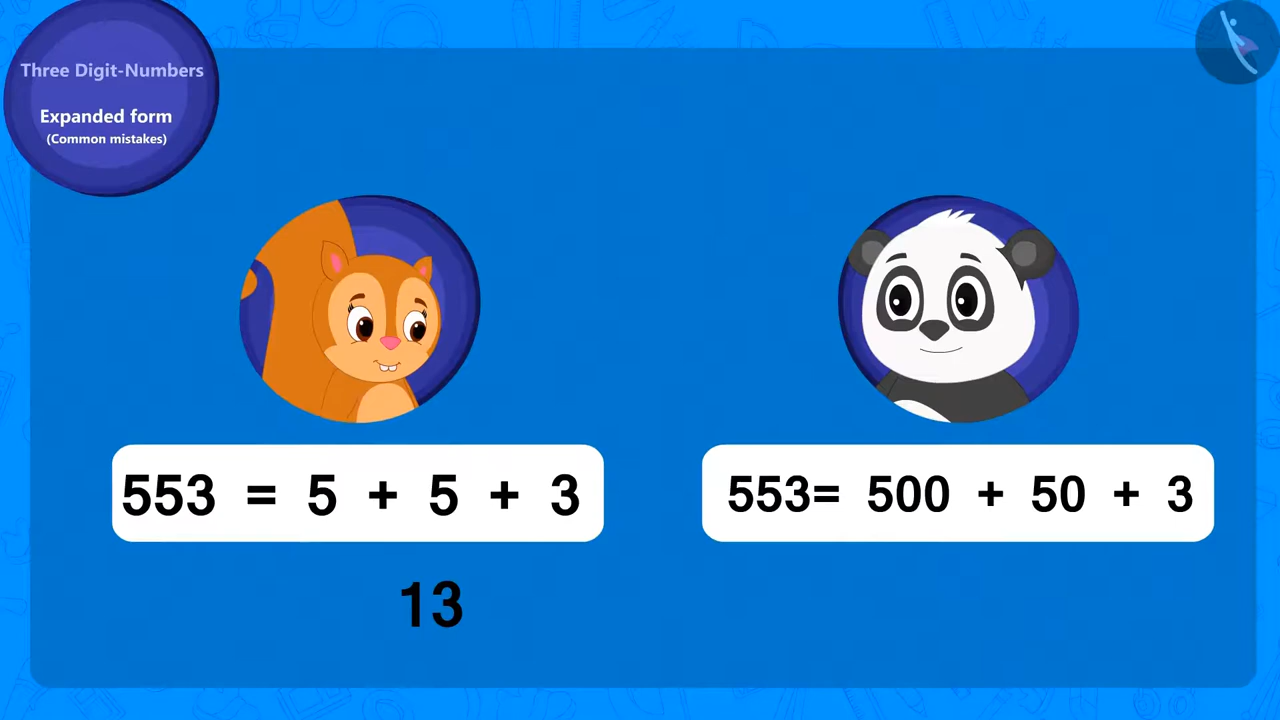 Three Digit-Numbers
Expanded form
(Common mistakes)
553 = 5 + 5 + 3
553= 500 + 50 + 3
13